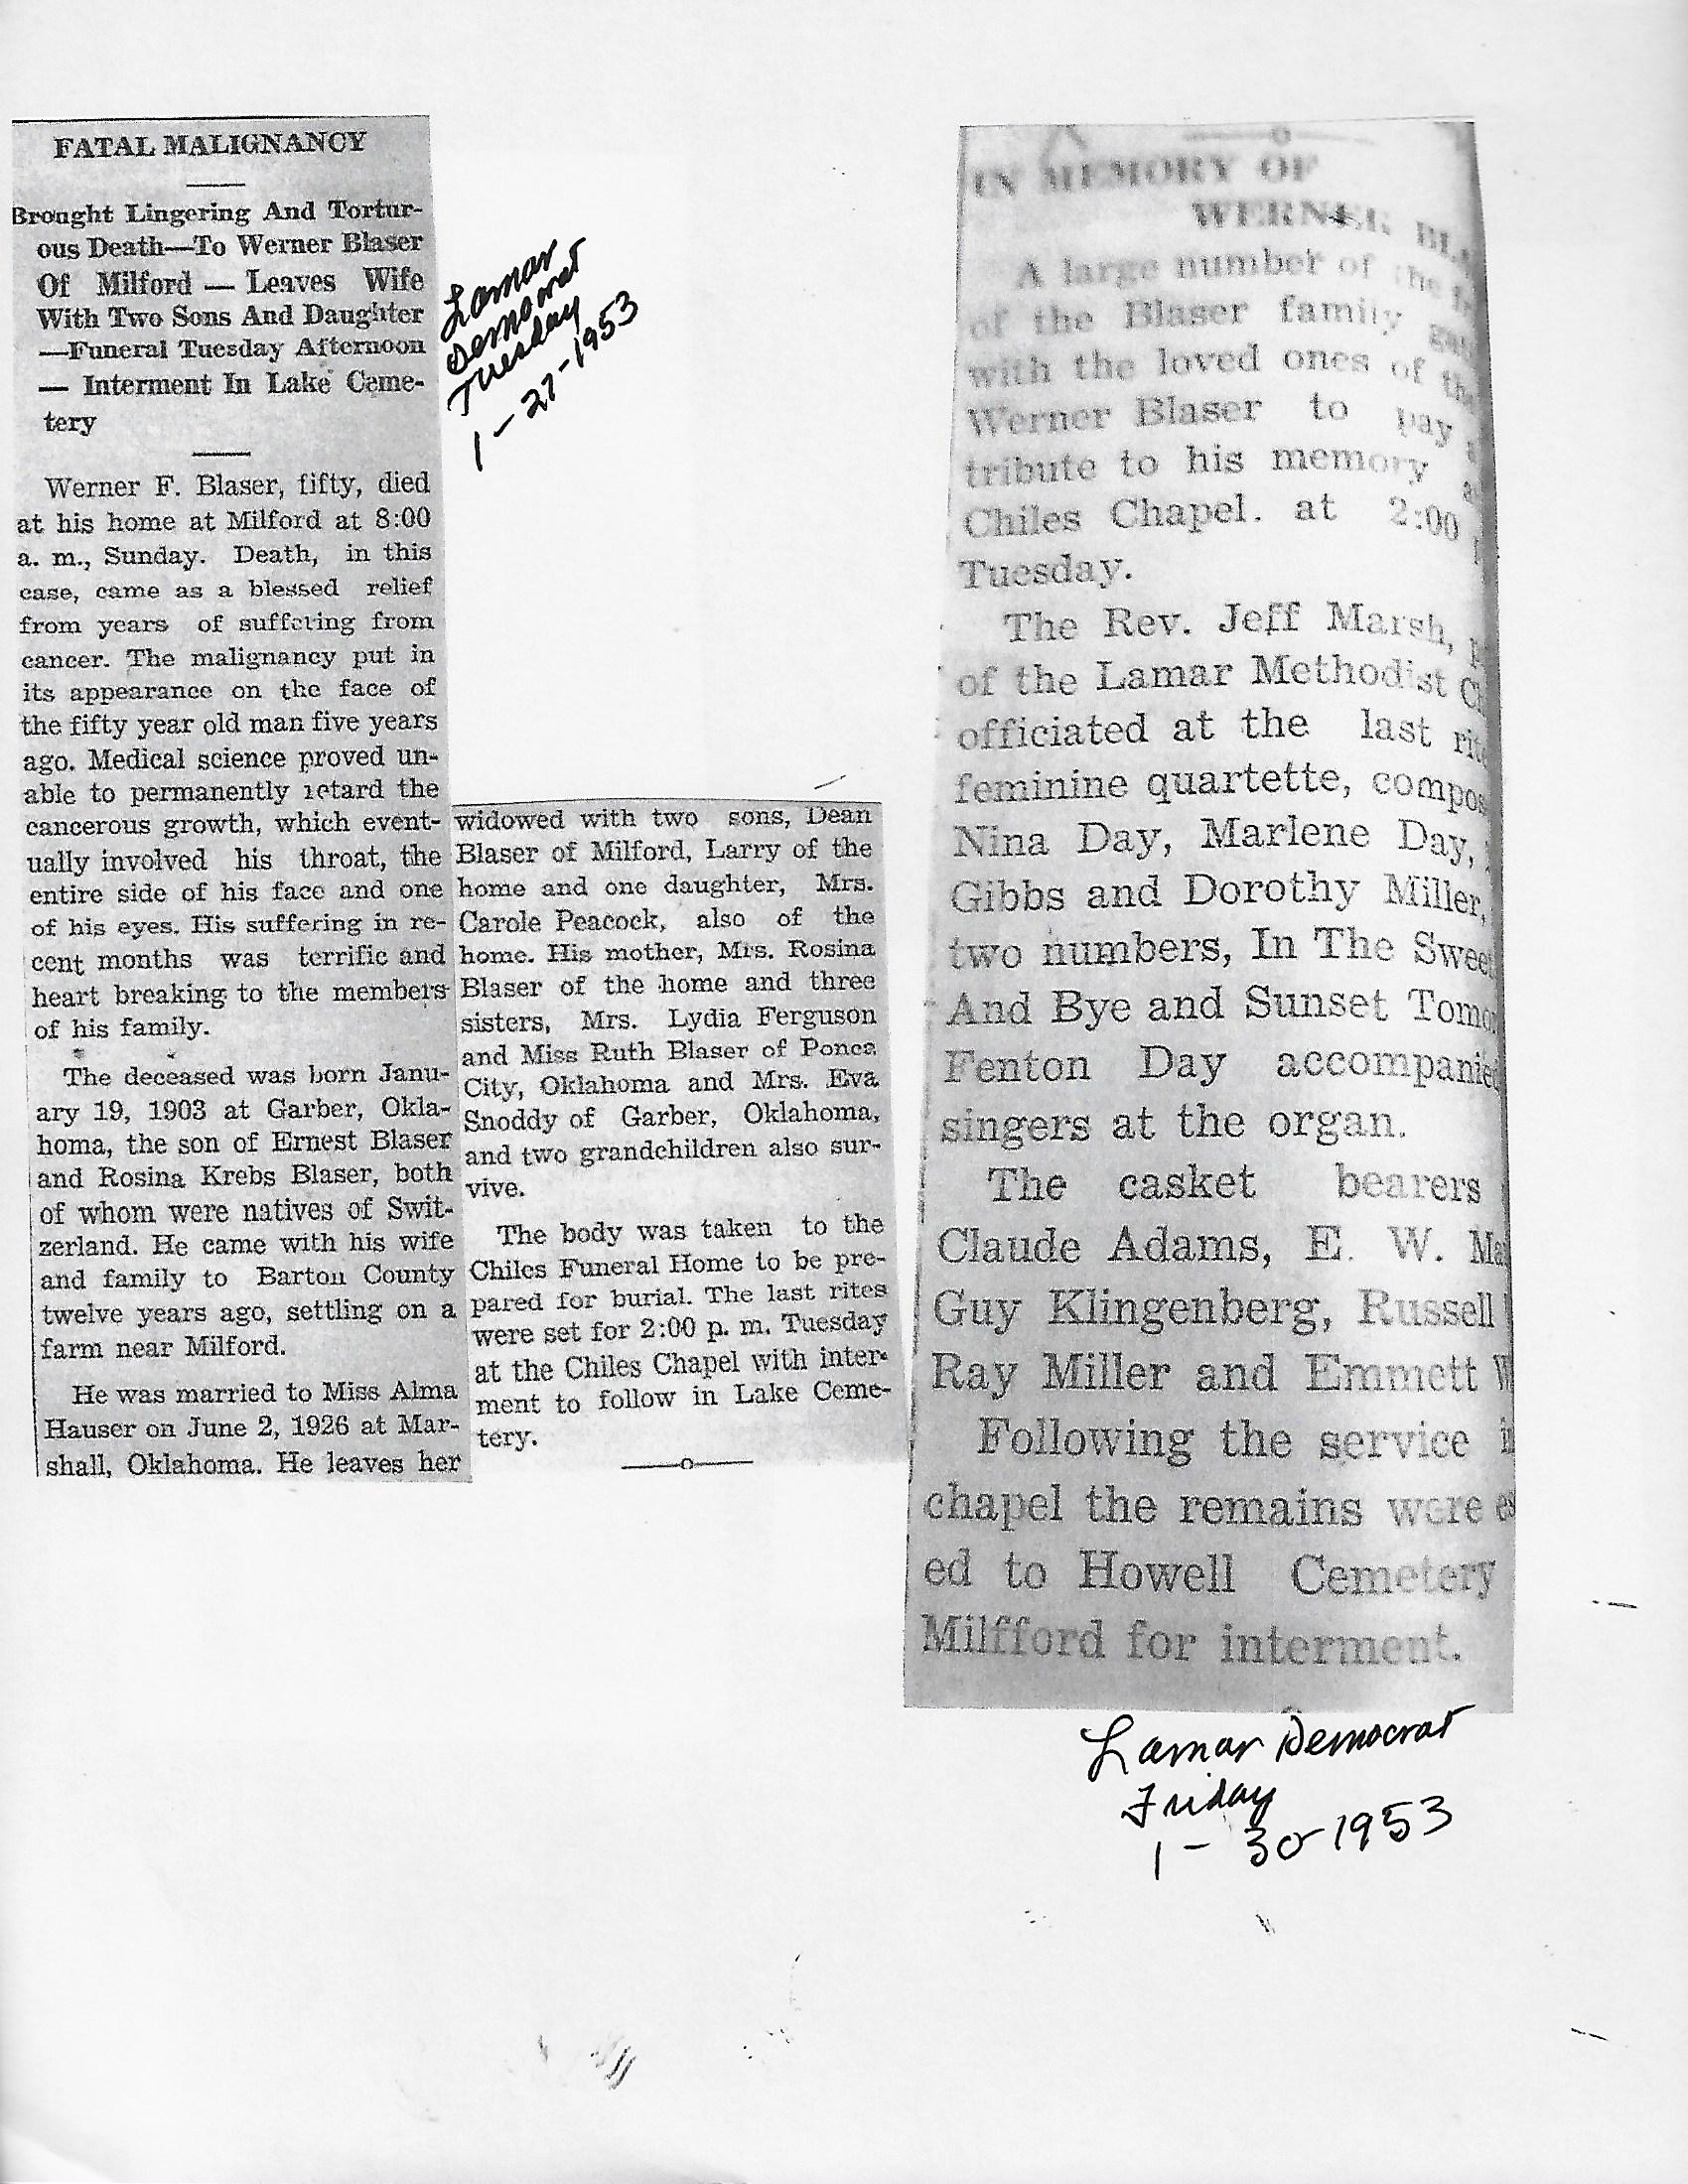 FATAL MALIGNANCY
Brought Lingering And Tortur-
ous Death—To Werner Blaser
Of Milford — Leaves Wife
With Two Sons And Daughter
—Funeral Tuesday Afternoon
— Interment In Lake Ceme-
tery
Werner F. Blaser, fifty, died
at his home at Milford at 8:00
a. m., Sunday. Death, in this
case, came as a blessed relief
from years of suffering from
cancer. The malignancy put in
its appearance on the face of
the fifty year old man five years
ago. Medical science proved un-
able to permanently retard the
cancerous growth, which event-
ually involved his throat, the
entire side of his face and one
of his eyes. His suffering in re-
cent months was terrific and
heart breaking to the members
of his family.
The deceased was born Janu-
ary 19, 1903 at Garber, Okla-
homa, the son of Ernest Blaser
and Rosina Krebs Blaser, both
of whom were natives of Swit-
zerland. He came with his wife
and family to Barton County
twelve years ago, settling on a
farm near Milford.
He was married to Miss Alma
Hauser on June 2, 1926 at Mar-
shall, Oklahoma. He leaves her
Lamar
Democrat
Tuesday
1-27-1953
widowed with two sons, Dean
Blaser of Milford, Larry of the
home and one daughter, Mrs.
Carole Peacock, also of the
home. His mother, Mrs. Rosina
Blaser of the home and three
sisters, Mrs. Lydia Ferguson
and Miss Ruth Blaser of Ponca
City, Oklahoma and Mrs. Eva
Snoddy of Garber, Oklahoma,
and two grandchildren also sur-
vive.
The body was taken to the
Chiles Funeral Home to be pre-
pared for burial. The last rites
were set for 2:00 p. m. Tuesday
at the Chiles Chapel with inter-
ment to follow in Lake Ceme-
tery.
IN MEMORY OF
WERNER
A large number of the
of the Blaser family
with the loved ones of
Werner Blaser to pay
tribute to his memory
Chiles Chapel. at 2:00
Tuesday.
The Rev. Jeff Marsh,
of the Lamar Methodist
officiated at the last
feminine quartette,
Nina Day, Marlene Day,
Gibbs and Dorothy Miller,
two numbers, In The
And Bye and Sunset
Fenton Day
singers at the organ.
The casket bearers
Claude Adams, E. W.
Guy Klingenberg, Russell
Ray Miller and Emmett
Following the service
chapel the remains were
ed to Howell Cemetery
Milfford for interment.
Lamar Democrat
Friday
1-30-1953